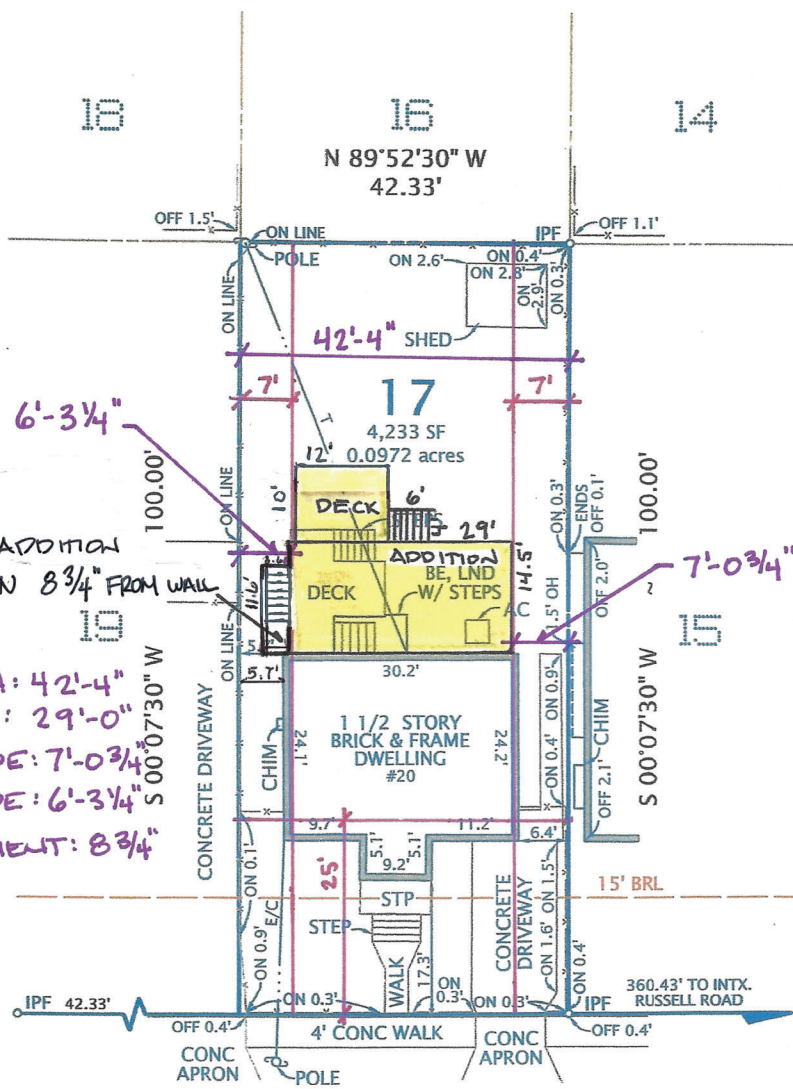 18
16
14
N 89°52'30" W
42.33'
OFF 1.5'
ON LINE
IPF
OFF 1.1'
POLE
ON 2.6'
ON 0.4'
ON 2.8'
ON 2.9'
ON 0.3'
ON LINE
SHED
42'-4"
7'
17
7'
6'-3 1/4"
4,233 SF
0.0972 acres
T
12'
ON LINE
100.00'
10'
DECK
6'
29'
ON 0.3'
ENDS
OFF 0.1'
100.00'
ADDITION
8 3/4" FROM WALL
ADDITION
BE, LND
W/ STEPS
DECK
AC
14.5'
11.6'
1.5' OH
OFF 2.0'
7'-0 3/4"
19
15
ON LINE
5.7'
30.2'
: 42'-4"
: 29'-0"
: 7'-0 3/4"
: 6'-3 1/4"
: 8 3/4"
S 00°07'30" W
CONCRETE DRIVEWAY
CHIM
24.1'
1 1/2 STORY
BRICK & FRAME
DWELLING
#20
24.2'
ON 0.9'
ON 0.4'
CHIM
OFF 2.1'
S 00°07'30" W
9.7'
11.2'
6.4'
5.1'
5.1'
9.2'
25'
ON 0.1'
STP
STEP
15' BRL
ON 1.5'
ON 1.6'
CONCRETE
DRIVEWAY
E/C
ON 0.9'
WALK
17.3'
ON 0.3'
ON 0.3'
ON 0.3'
ON 0.4'
IPF
42.33'
IPF
360.43' TO INTX.
RUSSELL ROAD
OFF 0.4'
4' CONC WALK
OFF 0.4'
CONC
APRON
CONC
APRON
POLE